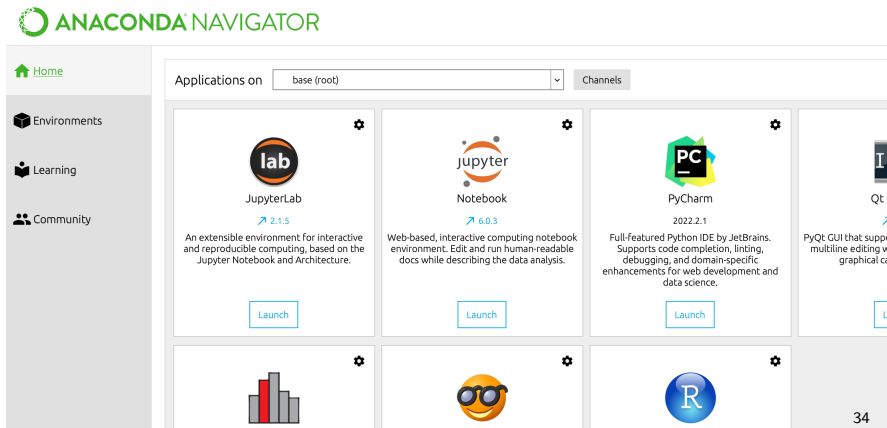 ANACONDA NAVIGATOR
Home
Applications on base (root) Channels
Environments
Learning
Community
lab
JupyterLab
2.1.5
An extensible environment for interactive
and reproducible computing, based on the
Jupyter Notebook and Architecture.
Launch
jupyter
Notebook
6.0.3
Web-based, interactive computing notebook
environment. Edit and run human-readable
docs while describing the data analysis.
Launch
PC
PyCharm
2022.2.1
Full-featured Python IDE by JetBrains.
Supports code completion, linting,
debugging, and domain-specific
enhancements for web development and
data science.
Launch
Qt
PyQt GUI that
multiline editing
graphical
R
34